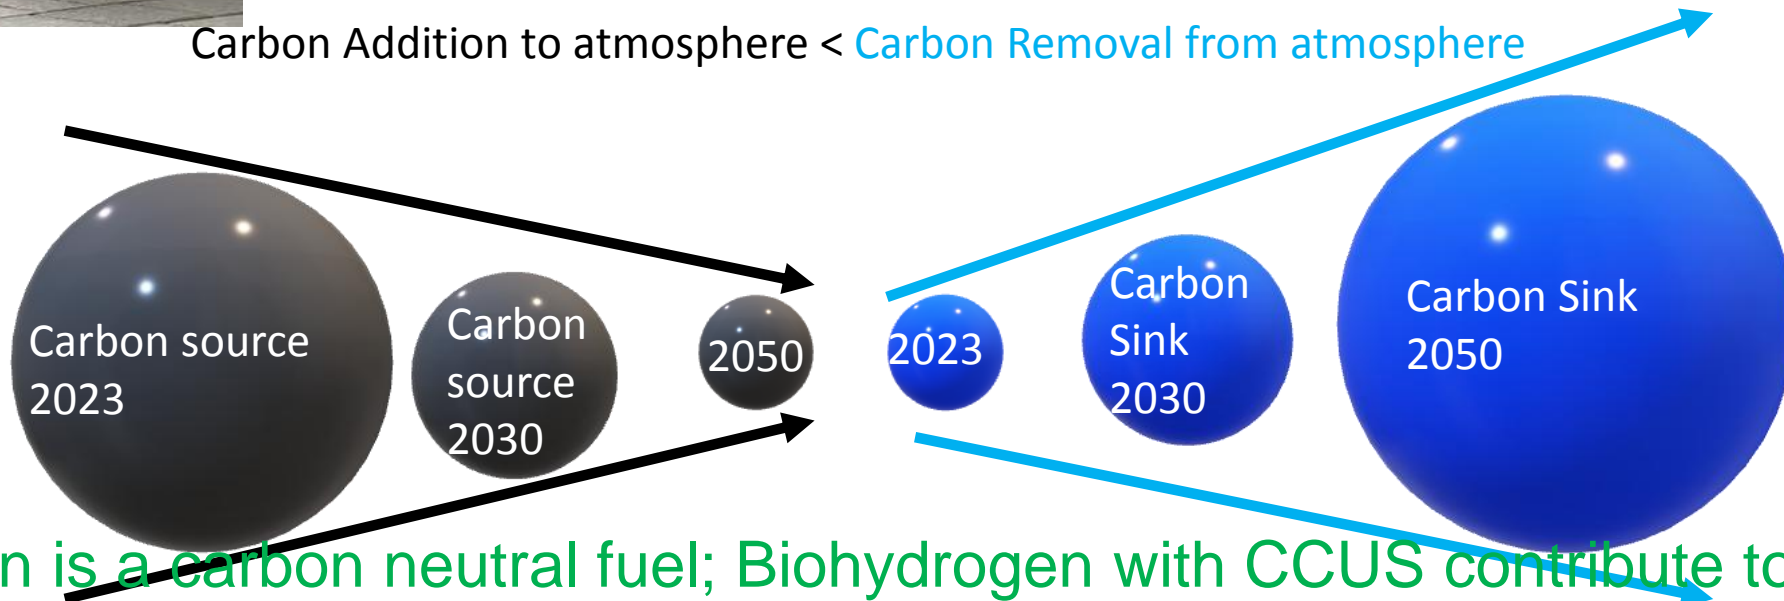 Carbon Addition to atmosphere < Carbon Removal from atmosphere
Carbon source
2023
Carbon
source
2030
2050
2023
Carbon
Sink
2030
Carbon Sink
2050
is a carbon neutral fuel; Biohydrogen with CCUS contribute to